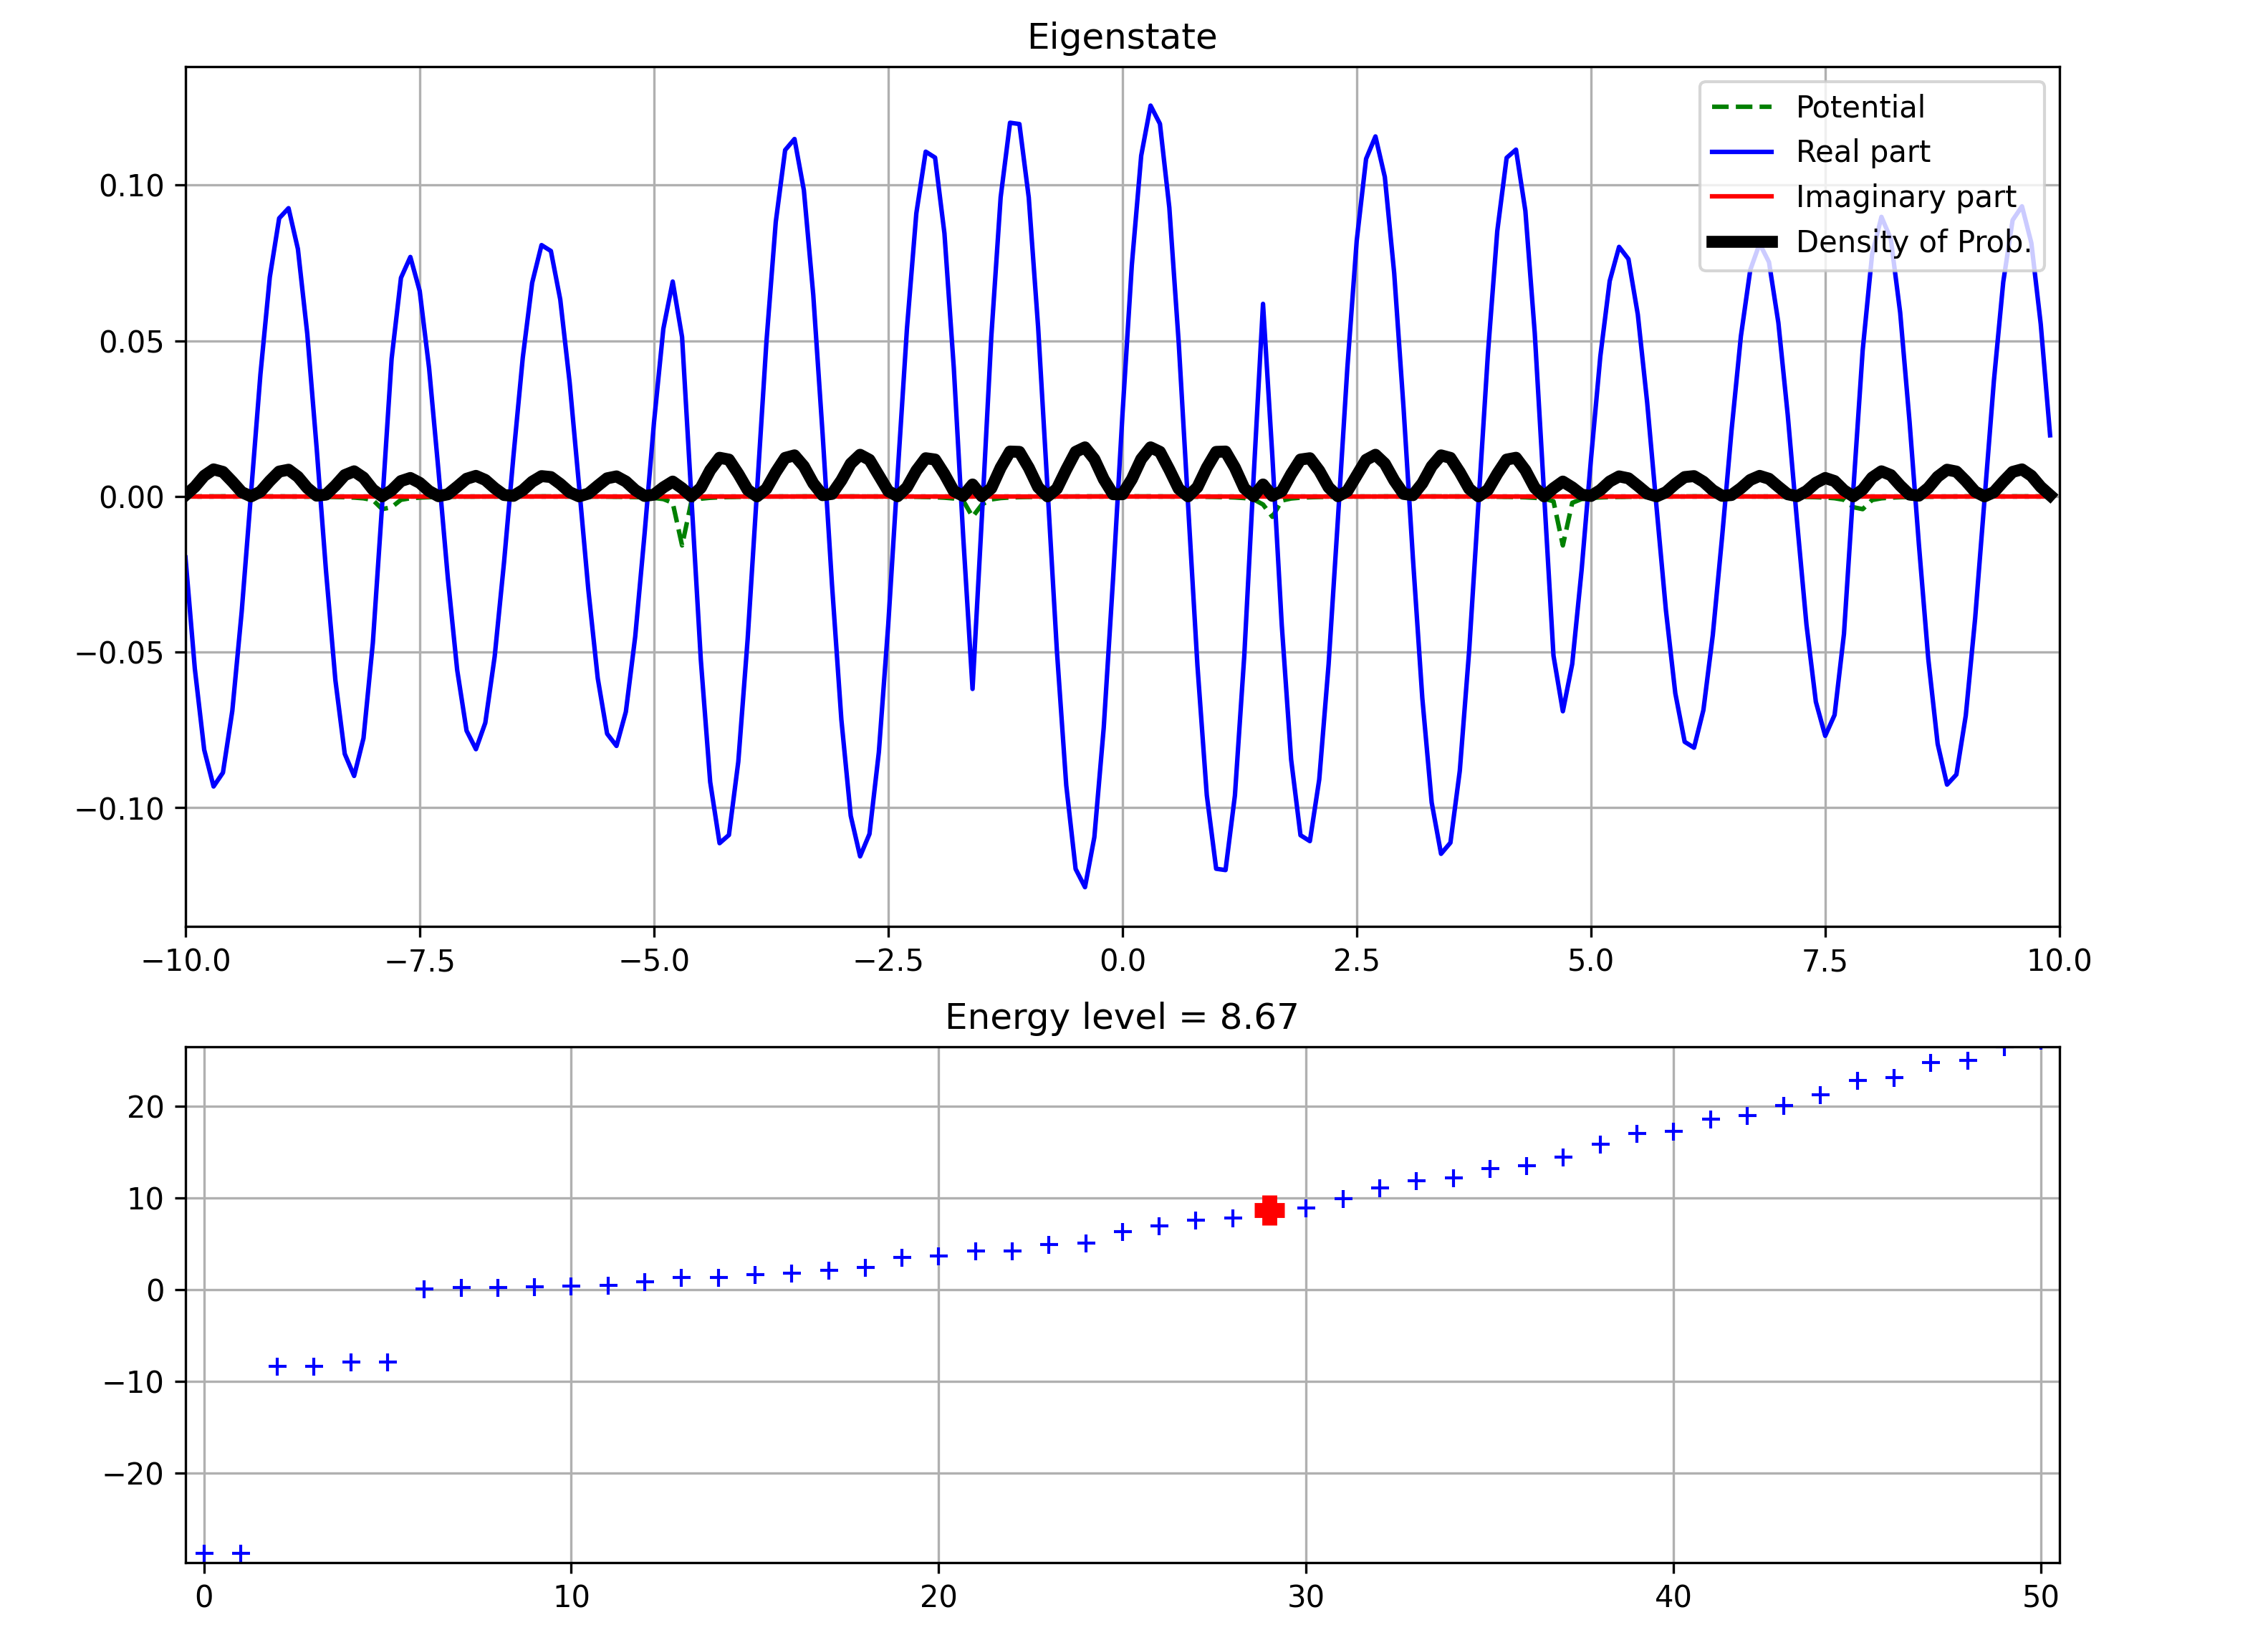 Eigenstate
Potential
Real part
Imaginary part
Density of Prob.
0.10
0.05
0.00
−0.05
−0.10
−10.0 −7.5 −5.0 −2.5 0.0 2.5 5.0 7.5 10.0
Energy level = 8.67
20
10
0
−10
−20
0 10 20 30 40 50